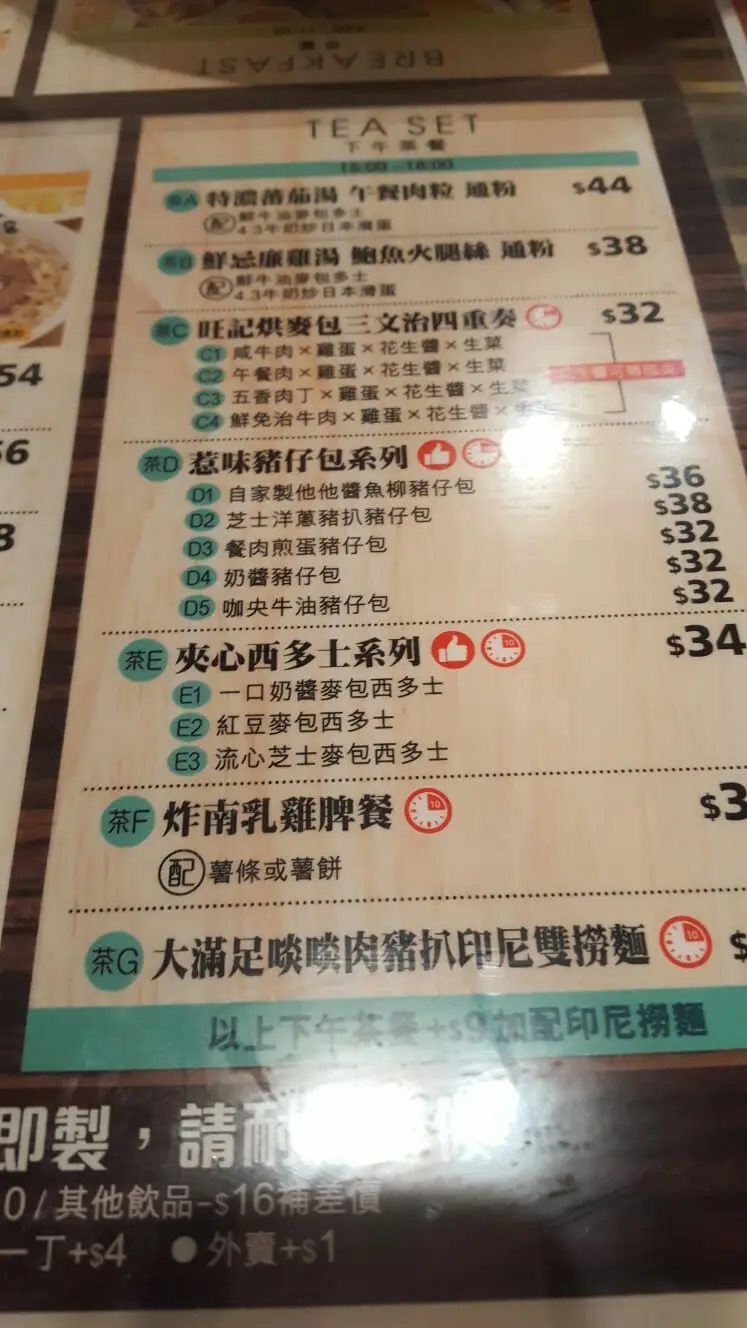 BREAKFAST
TEA SET
下午茶餐
15:00 -18:00
茶A 特濃蕃茄湯 午餐肉粒 通粉 $44
配 鮮牛油麥包多士
4.3牛奶炒日本滑蛋
茶B 鮮忌廉雞湯 鮑魚火腿絲 通粉 $38
配 鮮牛油麥包多士
4.3牛奶炒日本滑蛋
茶C 旺記烘麥包三文治四重奏 $32
C1 咸牛肉×雞蛋×花生醬×生菜
C2 午餐肉×雞蛋×花生醬×生菜
C3 五香肉丁×雞蛋×花生醬×生菜
C4 鮮免治牛肉×雞蛋×花生醬×
茶D 惹味豬仔包系列
D1 自家製他他醬魚柳豬仔包 $36
D2 芝士洋蔥豬扒豬仔包 $38
D3 餐肉煎蛋豬仔包 $32
D4 奶醬豬仔包 $32
D5 咖央牛油豬仔包 $32
茶E 夾心西多士系列 10 $34
E1 一口奶醬麥包西多士
E2 紅豆麥包西多士
E3 流心芝士麥包西多士
茶F 炸南乳雞脾餐 10 $3
配 薯條或薯餅
茶G 大滿足啖啖肉豬扒印尼雙撈麵 10 $
以上下午茶餐+$9加配印尼撈麵
即製，請耐
0/其他飲品-$16補差價
一丁+$4 ●外賣+$1
54
6
3